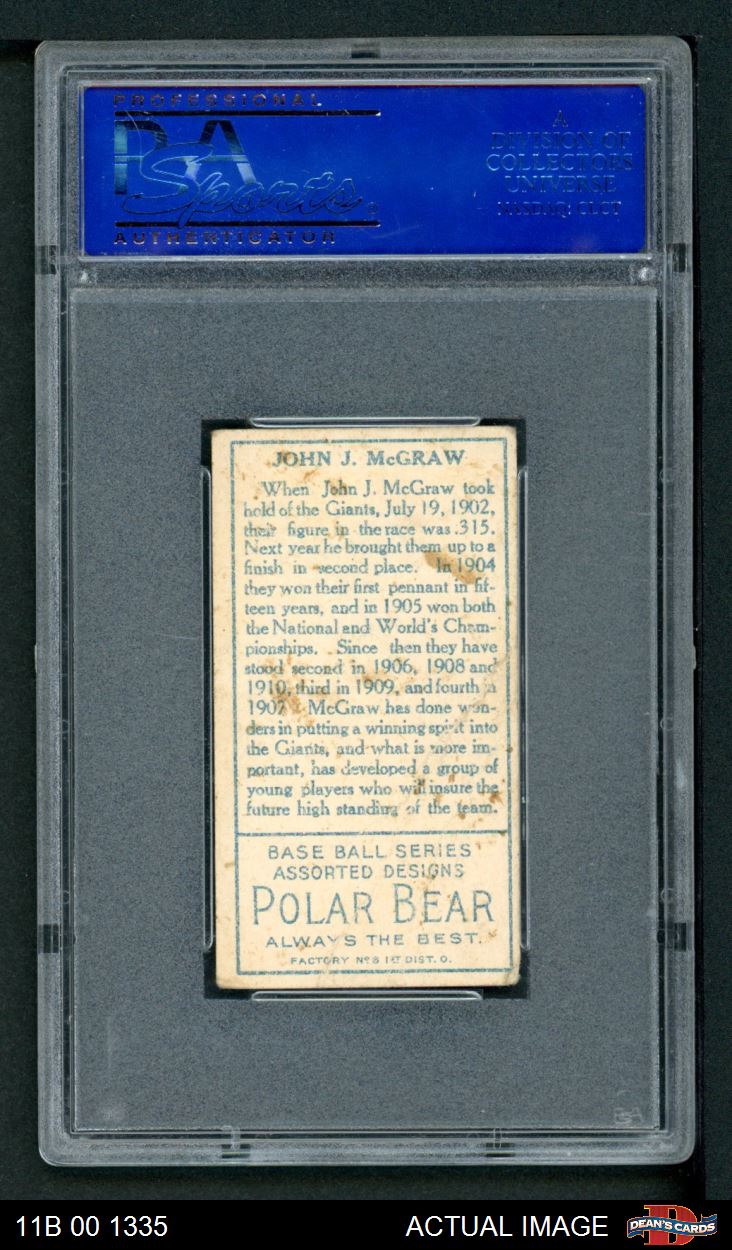 PROFESSIONAL
PSA
Sports
AUTHENTICATOR
A
DIVISION OF
COLLECTORS
UNIVERSE
NASDAQ: CLCT
JOHN J. McGRAW
When John J. McGraw took
hold of the Giants, July 19, 1902,
their figure in the race was .315.
Next year he brought them up to a
finish in second place. In 1904
they won their first pennant in fif-
teen years, and in 1905 won both
the National and World's Cham-
pionships. Since then they have
stood second in 1906, 1908 and
1910, third in 1909, and fourth in
1907. McGraw has done won-
ders in putting a winning spirit into
the Giants, and what is more im-
portant, has developed a group of
young players who will insure the
future high standing of the team.
BASE BALL SERIES
ASSORTED DESIGNS
POLAR BEAR
ALWAYS THE BEST.
FACTORY Nº 8 1ST DIST. O.
PSA
11B 00 1335
ACTUAL IMAGE
D
DEAN'S CARDS